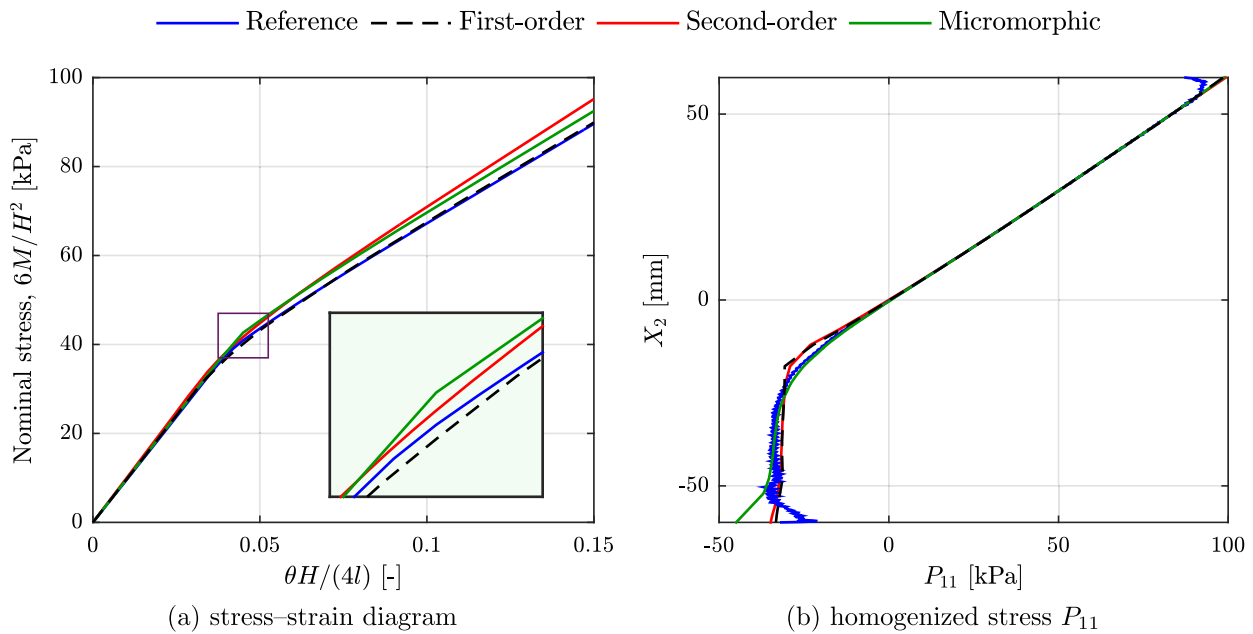 Reference First-order Second-order Micromorphic
100
80
60
40
20
0
Nominal stress, 6M/H² [kPa]
0 0.05 0.1 0.15
θH/(4l) [-]
(a) stress–strain diagram
50
0
-50
X₂ [mm]
-50 0 50 100
P₁₁ [kPa]
(b) homogenized stress P₁₁